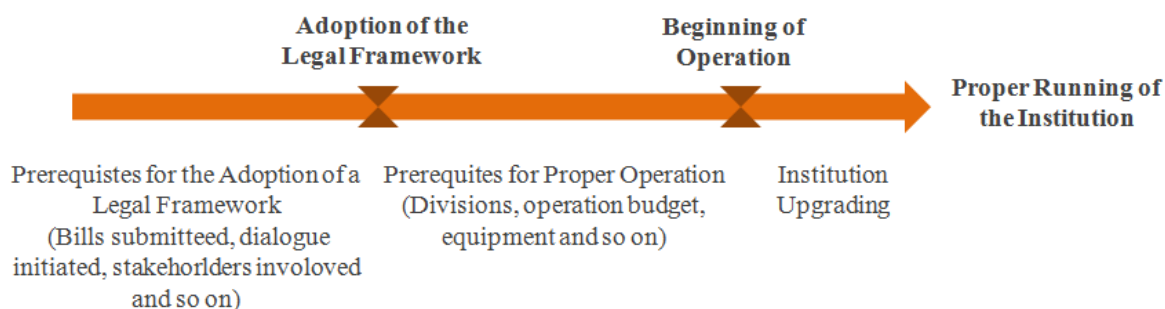 Adoption of the
Legal Framework
Beginning of
Operation
Proper Running of
the Institution
Prerequistes for the Adoption of a
Legal Framework
(Bills submitteed, dialogue
initiated, stakehorlders involoved
and so on)
Prerequites for Proper Operation
(Divisions, operation budget,
equipment and so on)
Institution
Upgrading